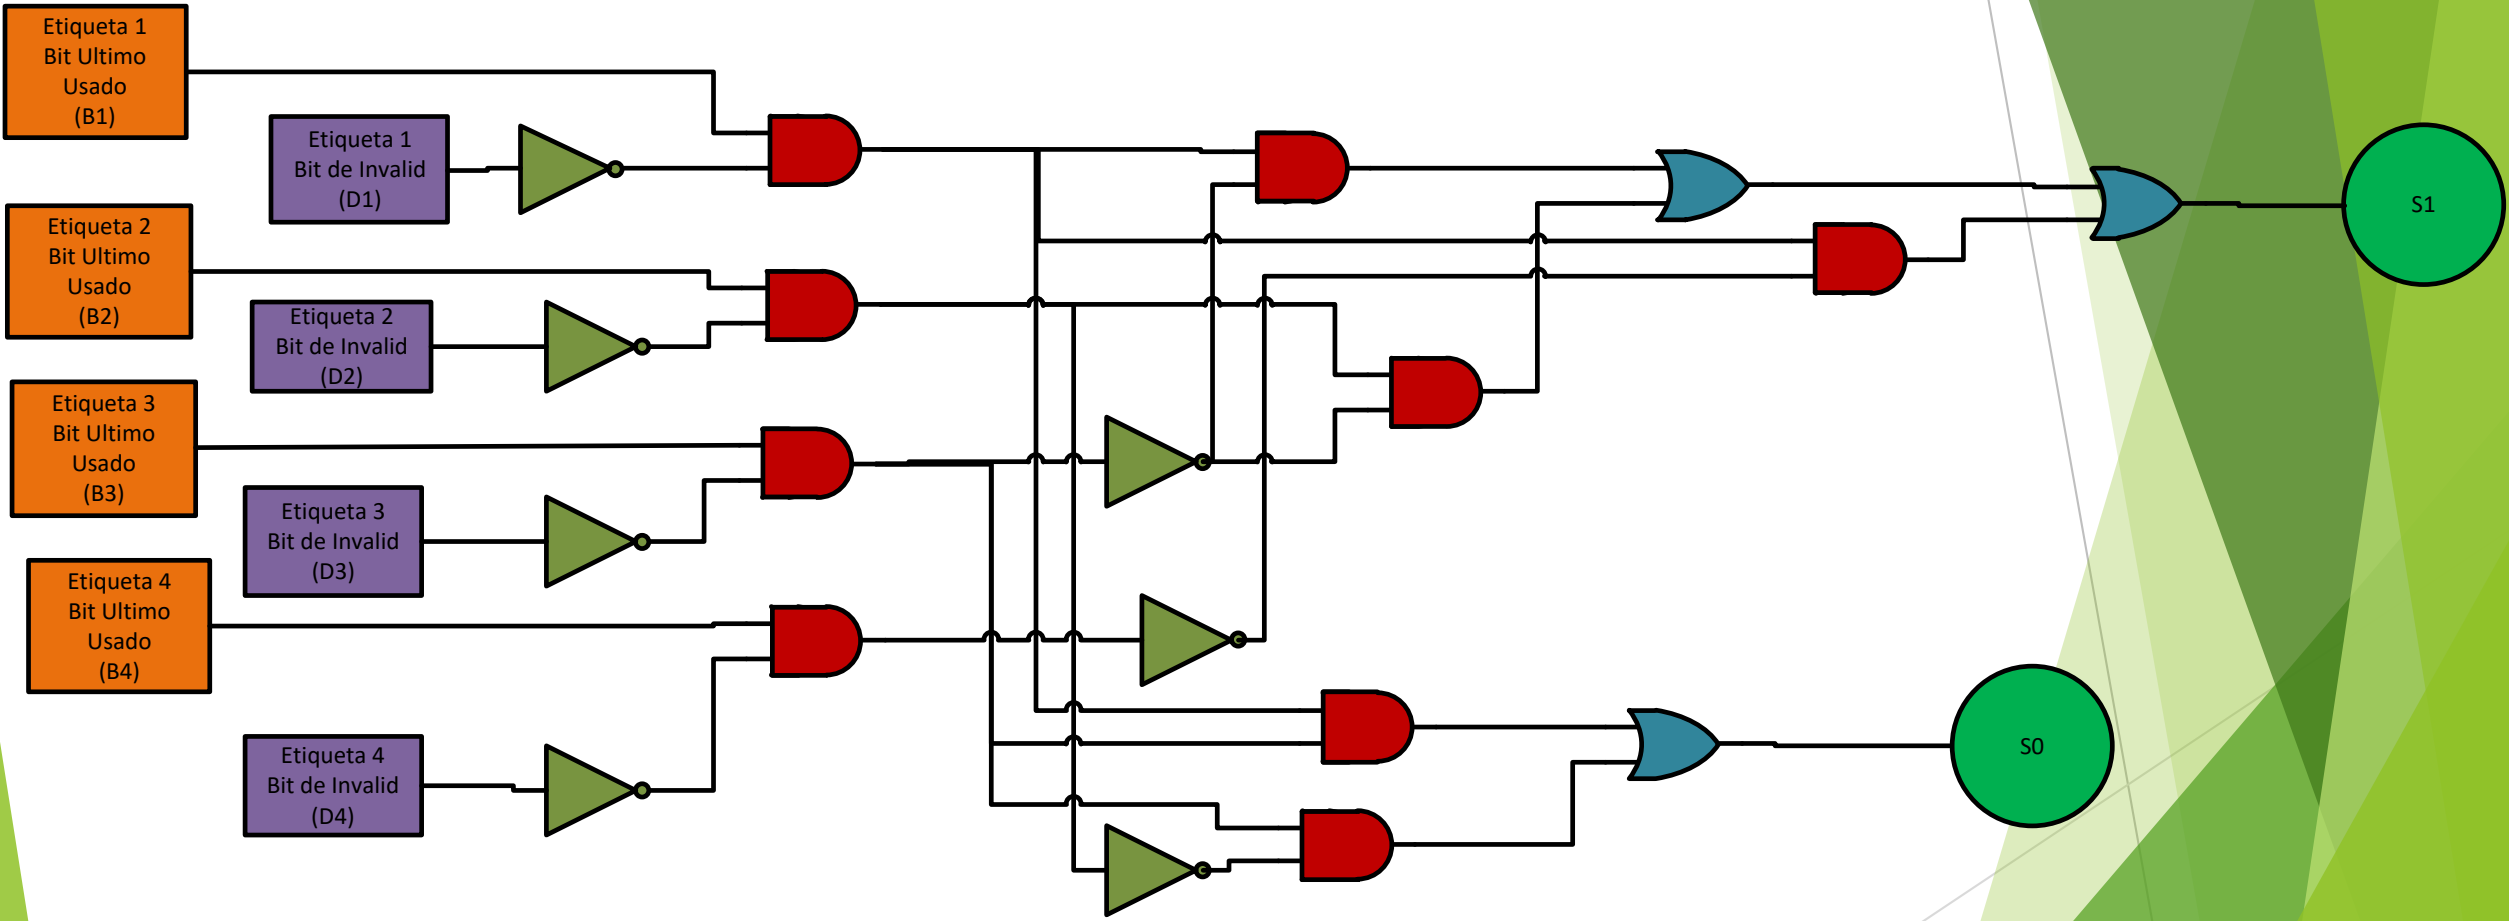 Etiqueta 1
Bit Ultimo
Usado
(B1)
Etiqueta 1
Bit de Invalid
(D1)
Etiqueta 2
Bit Ultimo
Usado
(B2)
Etiqueta 2
Bit de Invalid
(D2)
Etiqueta 3
Bit Ultimo
Usado
(B3)
Etiqueta 3
Bit de Invalid
(D3)
Etiqueta 4
Bit Ultimo
Usado
(B4)
Etiqueta 4
Bit de Invalid
(D4)
S1
S0